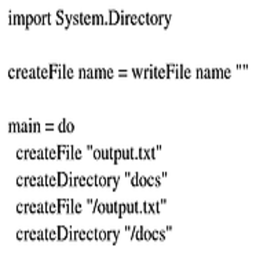 import System.Directory

createFile name = writeFile name ""

main = do
  createFile "output.txt"
  createDirectory "docs"
  createFile "/output.txt"
  createDirectory "/docs"